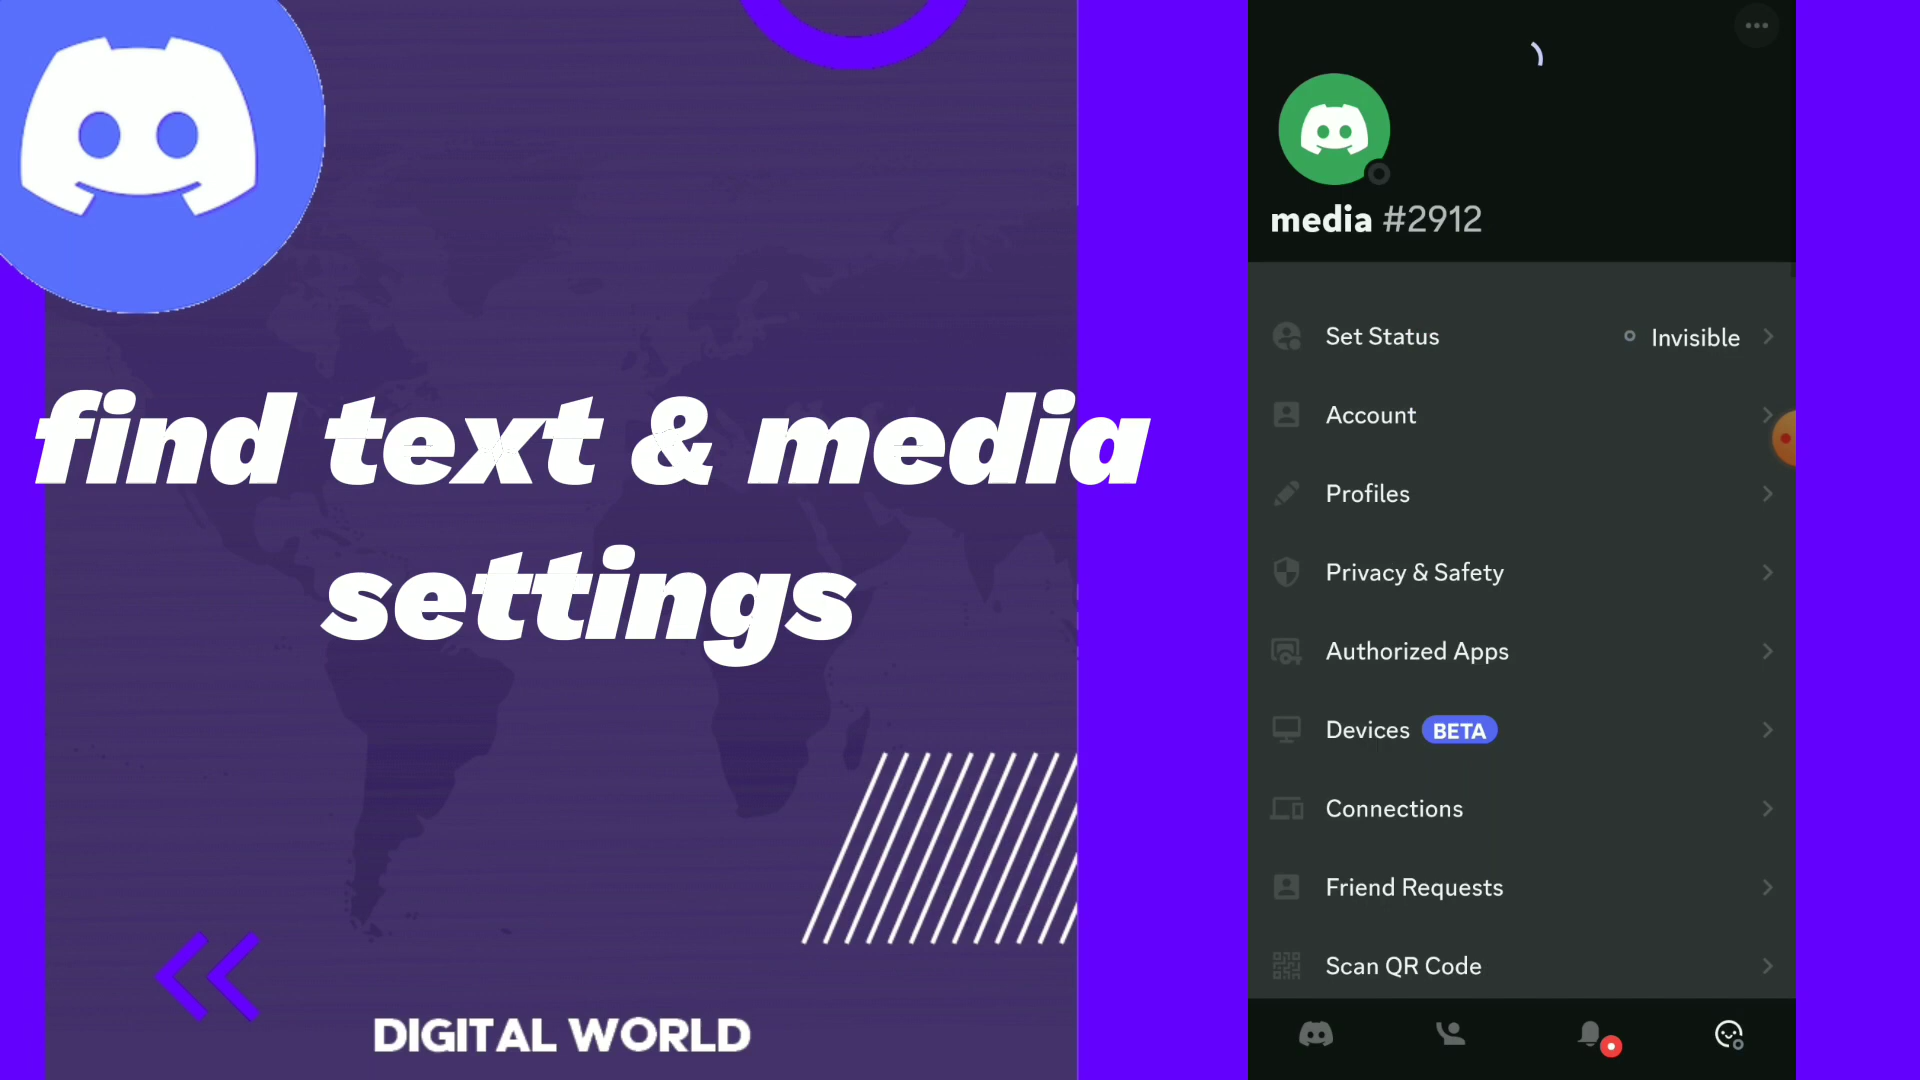 find text & media
settings
DIGITAL WORLD
media #2912
Set Status Invisible
Account
Profiles
Privacy & Safety
Authorized Apps
Devices BETA
Connections
Friend Requests
Scan QR Code